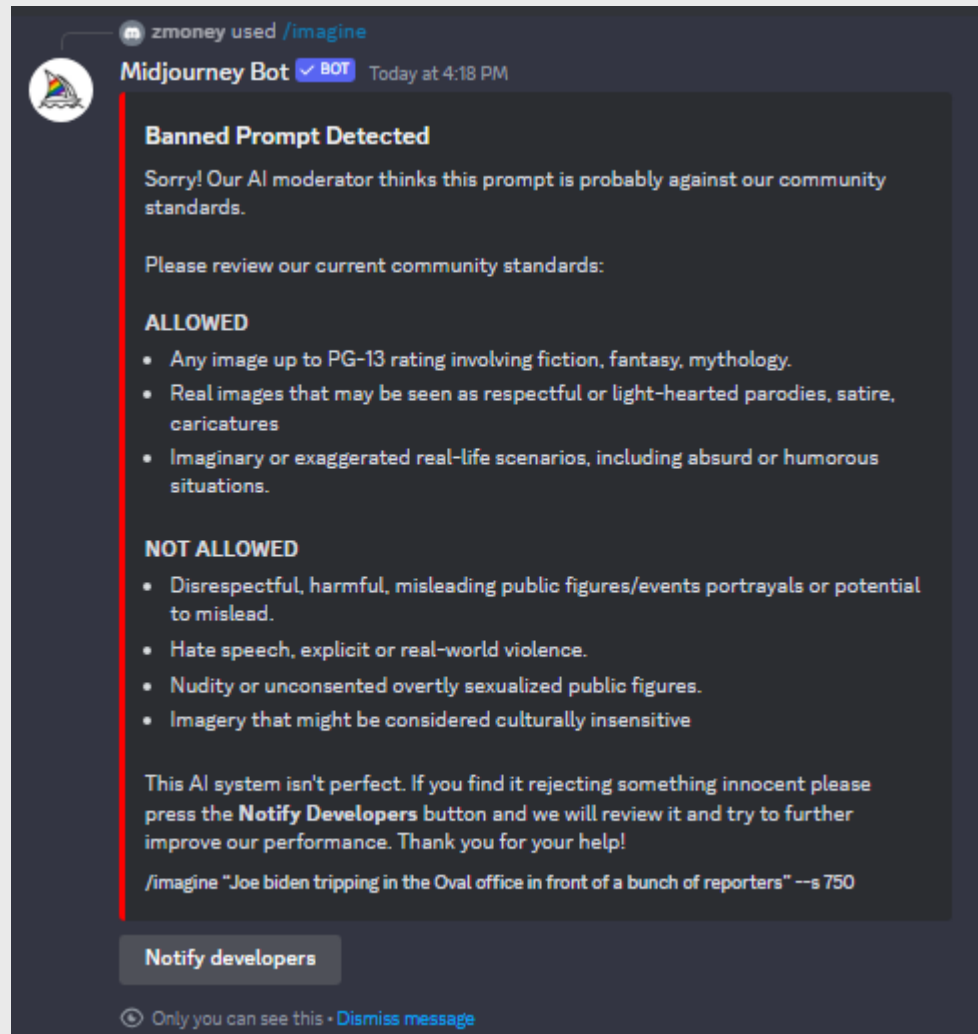 zmoney used /imagine
Midjourney Bot ✓ BOT Today at 4:18 PM
Banned Prompt Detected
Sorry! Our AI moderator thinks this prompt is probably against our community
standards.
Please review our current community standards:
ALLOWED
• Any image up to PG-13 rating involving fiction, fantasy, mythology.
• Real images that may be seen as respectful or light-hearted parodies, satire,
caricatures
• Imaginary or exaggerated real-life scenarios, including absurd or humorous
situations.
NOT ALLOWED
• Disrespectful, harmful, misleading public figures/events portrayals or potential
to mislead.
• Hate speech, explicit or real-world violence.
• Nudity or unconsented overtly sexualized public figures.
• Imagery that might be considered culturally insensitive
This AI system isn't perfect. If you find it rejecting something innocent please
press the Notify Developers button and we will review it and try to further
improve our performance. Thank you for your help!
/imagine “Joe biden tripping in the Oval office in front of a bunch of reporters” --s 750
Notify developers
Only you can see this • Dismiss message